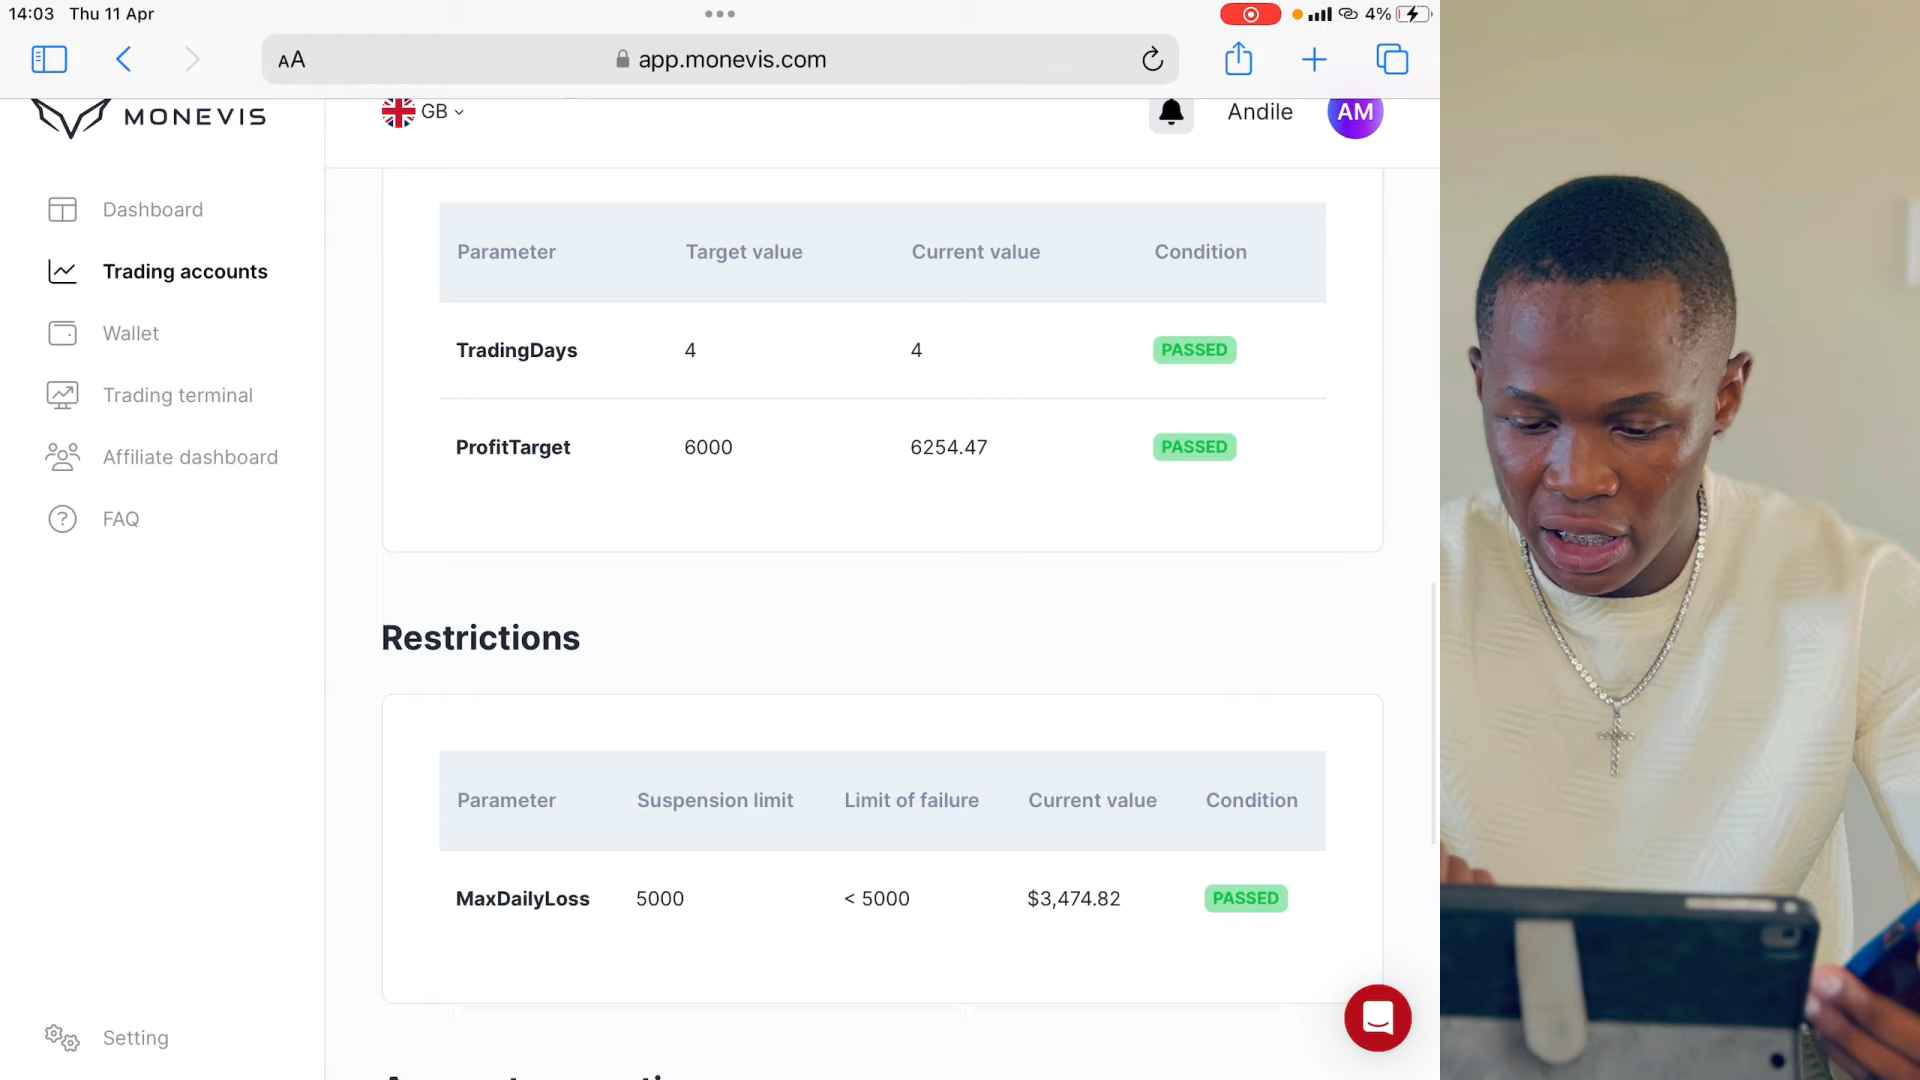 14:03 Thu 11 Apr
4%
AA
app.monevis.com
MONEVIS
GB
Andile
AM
Dashboard
Trading accounts
Wallet
Trading terminal
Affiliate dashboard
FAQ
Setting
Parameter Target value Current value Condition
TradingDays 4 4 PASSED
ProfitTarget 6000 6254.47 PASSED
Restrictions
Parameter Suspension limit Limit of failure Current value Condition
MaxDailyLoss 5000 < 5000 $3,474.82 PASSED